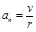 aₙ = v/r